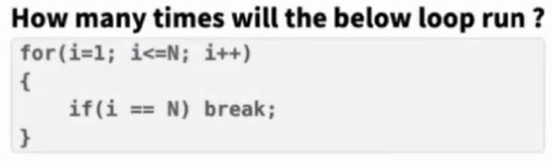 How many times will the below loop run ?
for(i=1; i<=N; i++)
{
if(i == N) break;
}